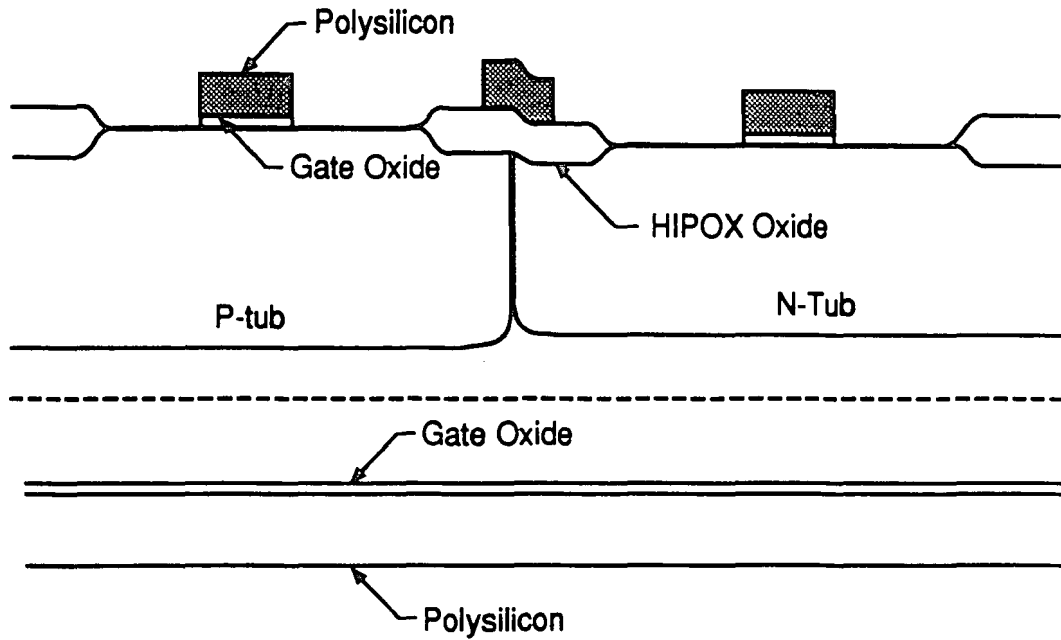 Polysilicon
Gate Oxide
HIPOX Oxide
P-tub
N-Tub
Gate Oxide
Polysilicon